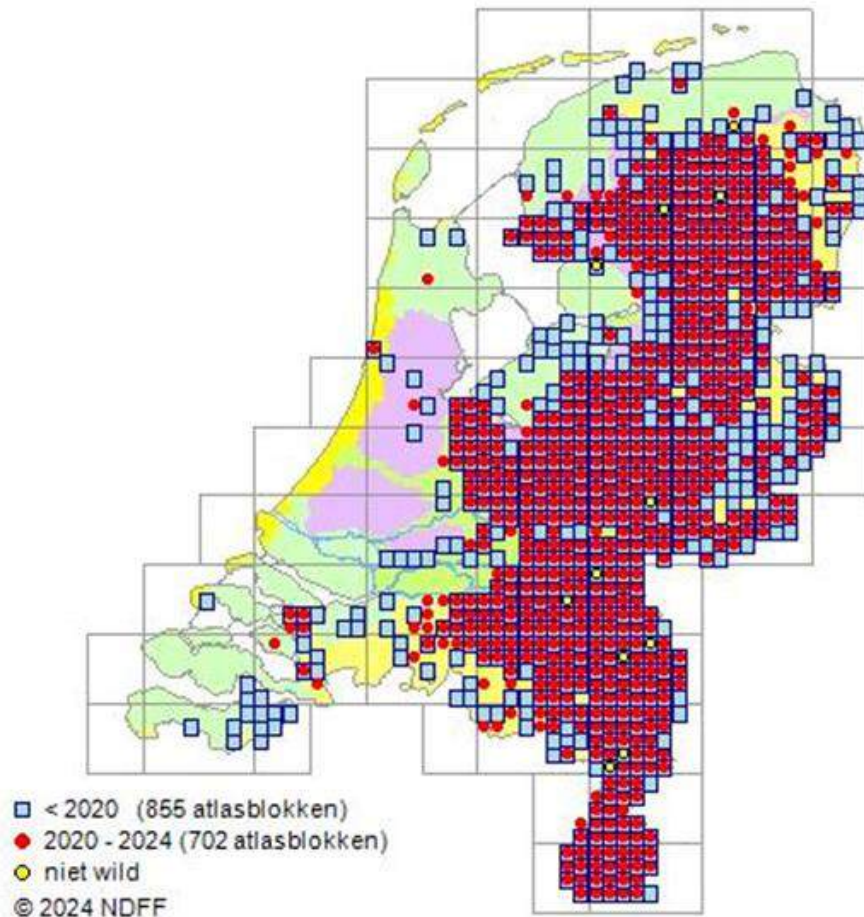 < 2020 (855 atlasblokken)
2020 - 2024 (702 atlasblokken)
niet wild
© 2024 NDFF